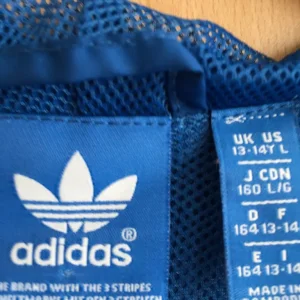 adidas®
THE BRAND WITH THE 3 STRIPES
UK US
13-14Y L
J CDN
160 L/G
D F
164 13-14
E I
164 13-14
MADE IN